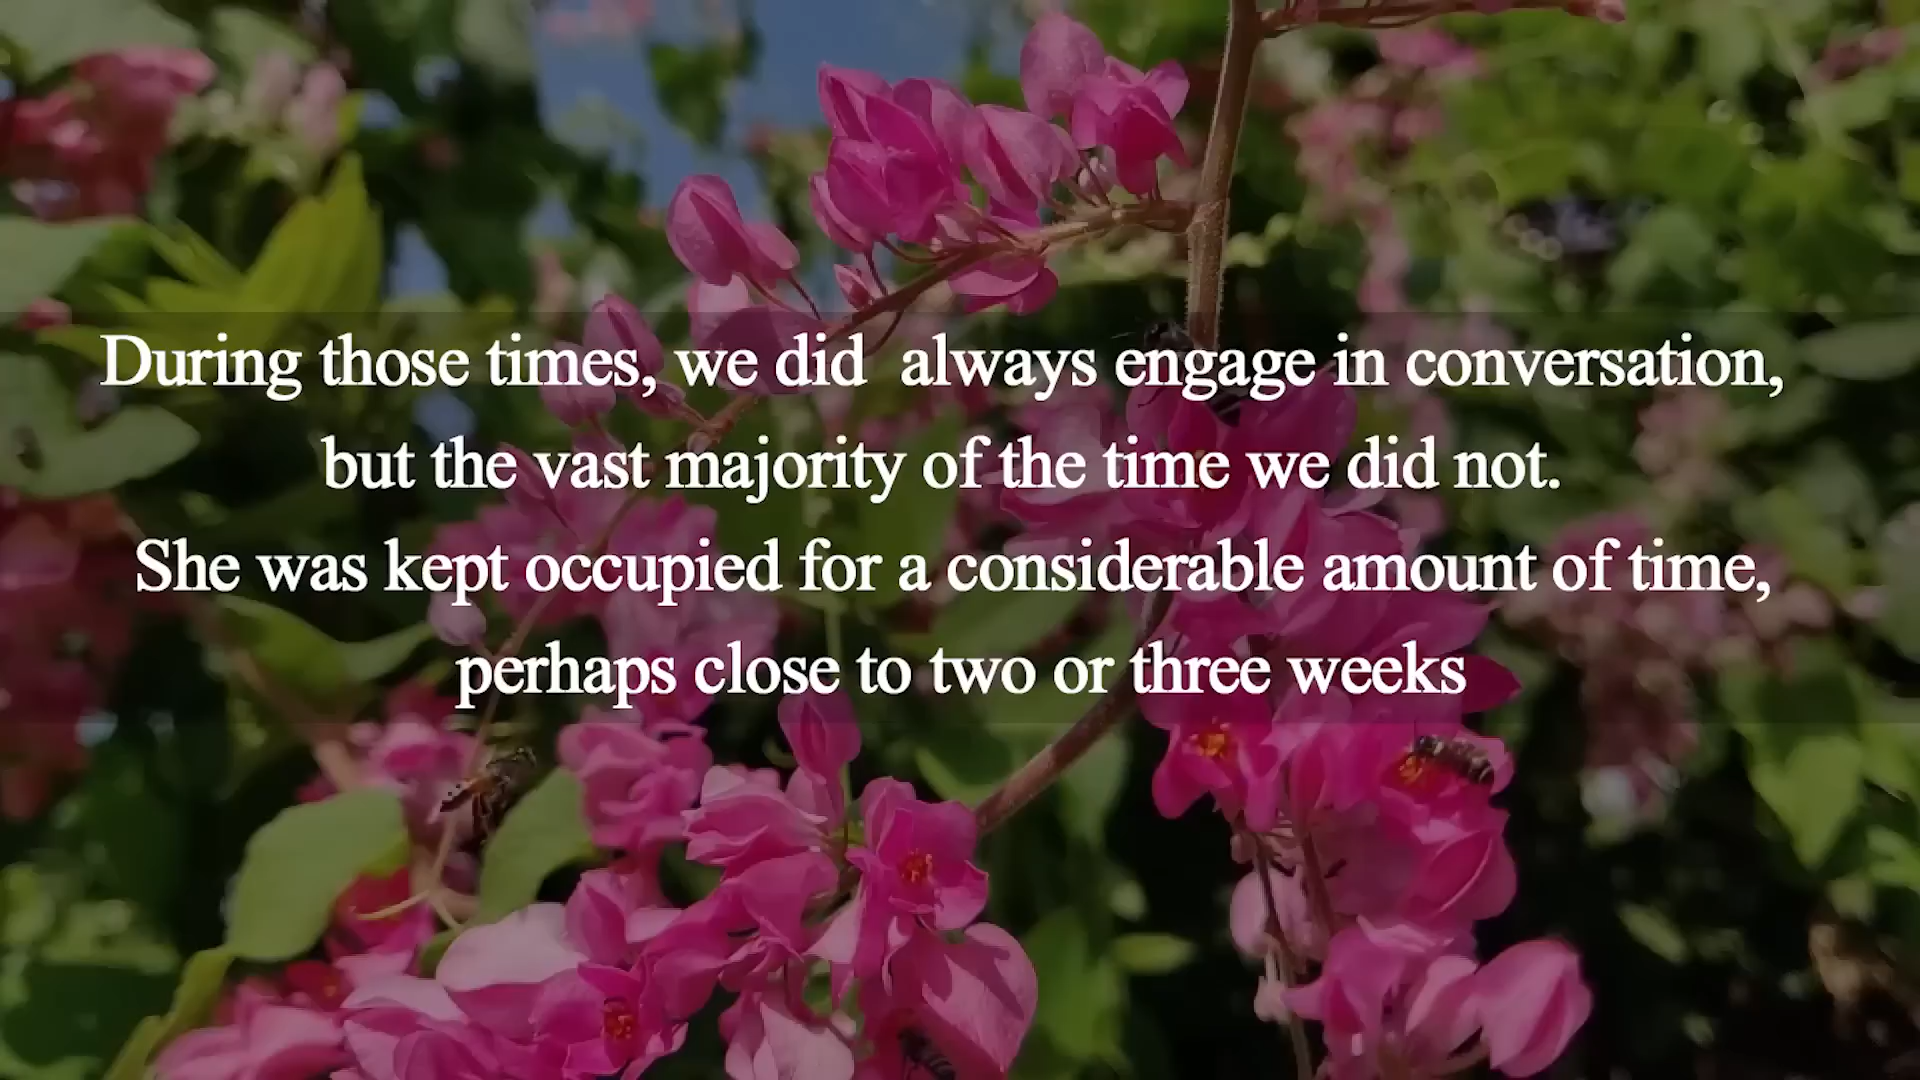 During those times, we did  always engage in conversation,
but the vast majority of the time we did not.
She was kept occupied for a considerable amount of time,
perhaps close to two or three weeks